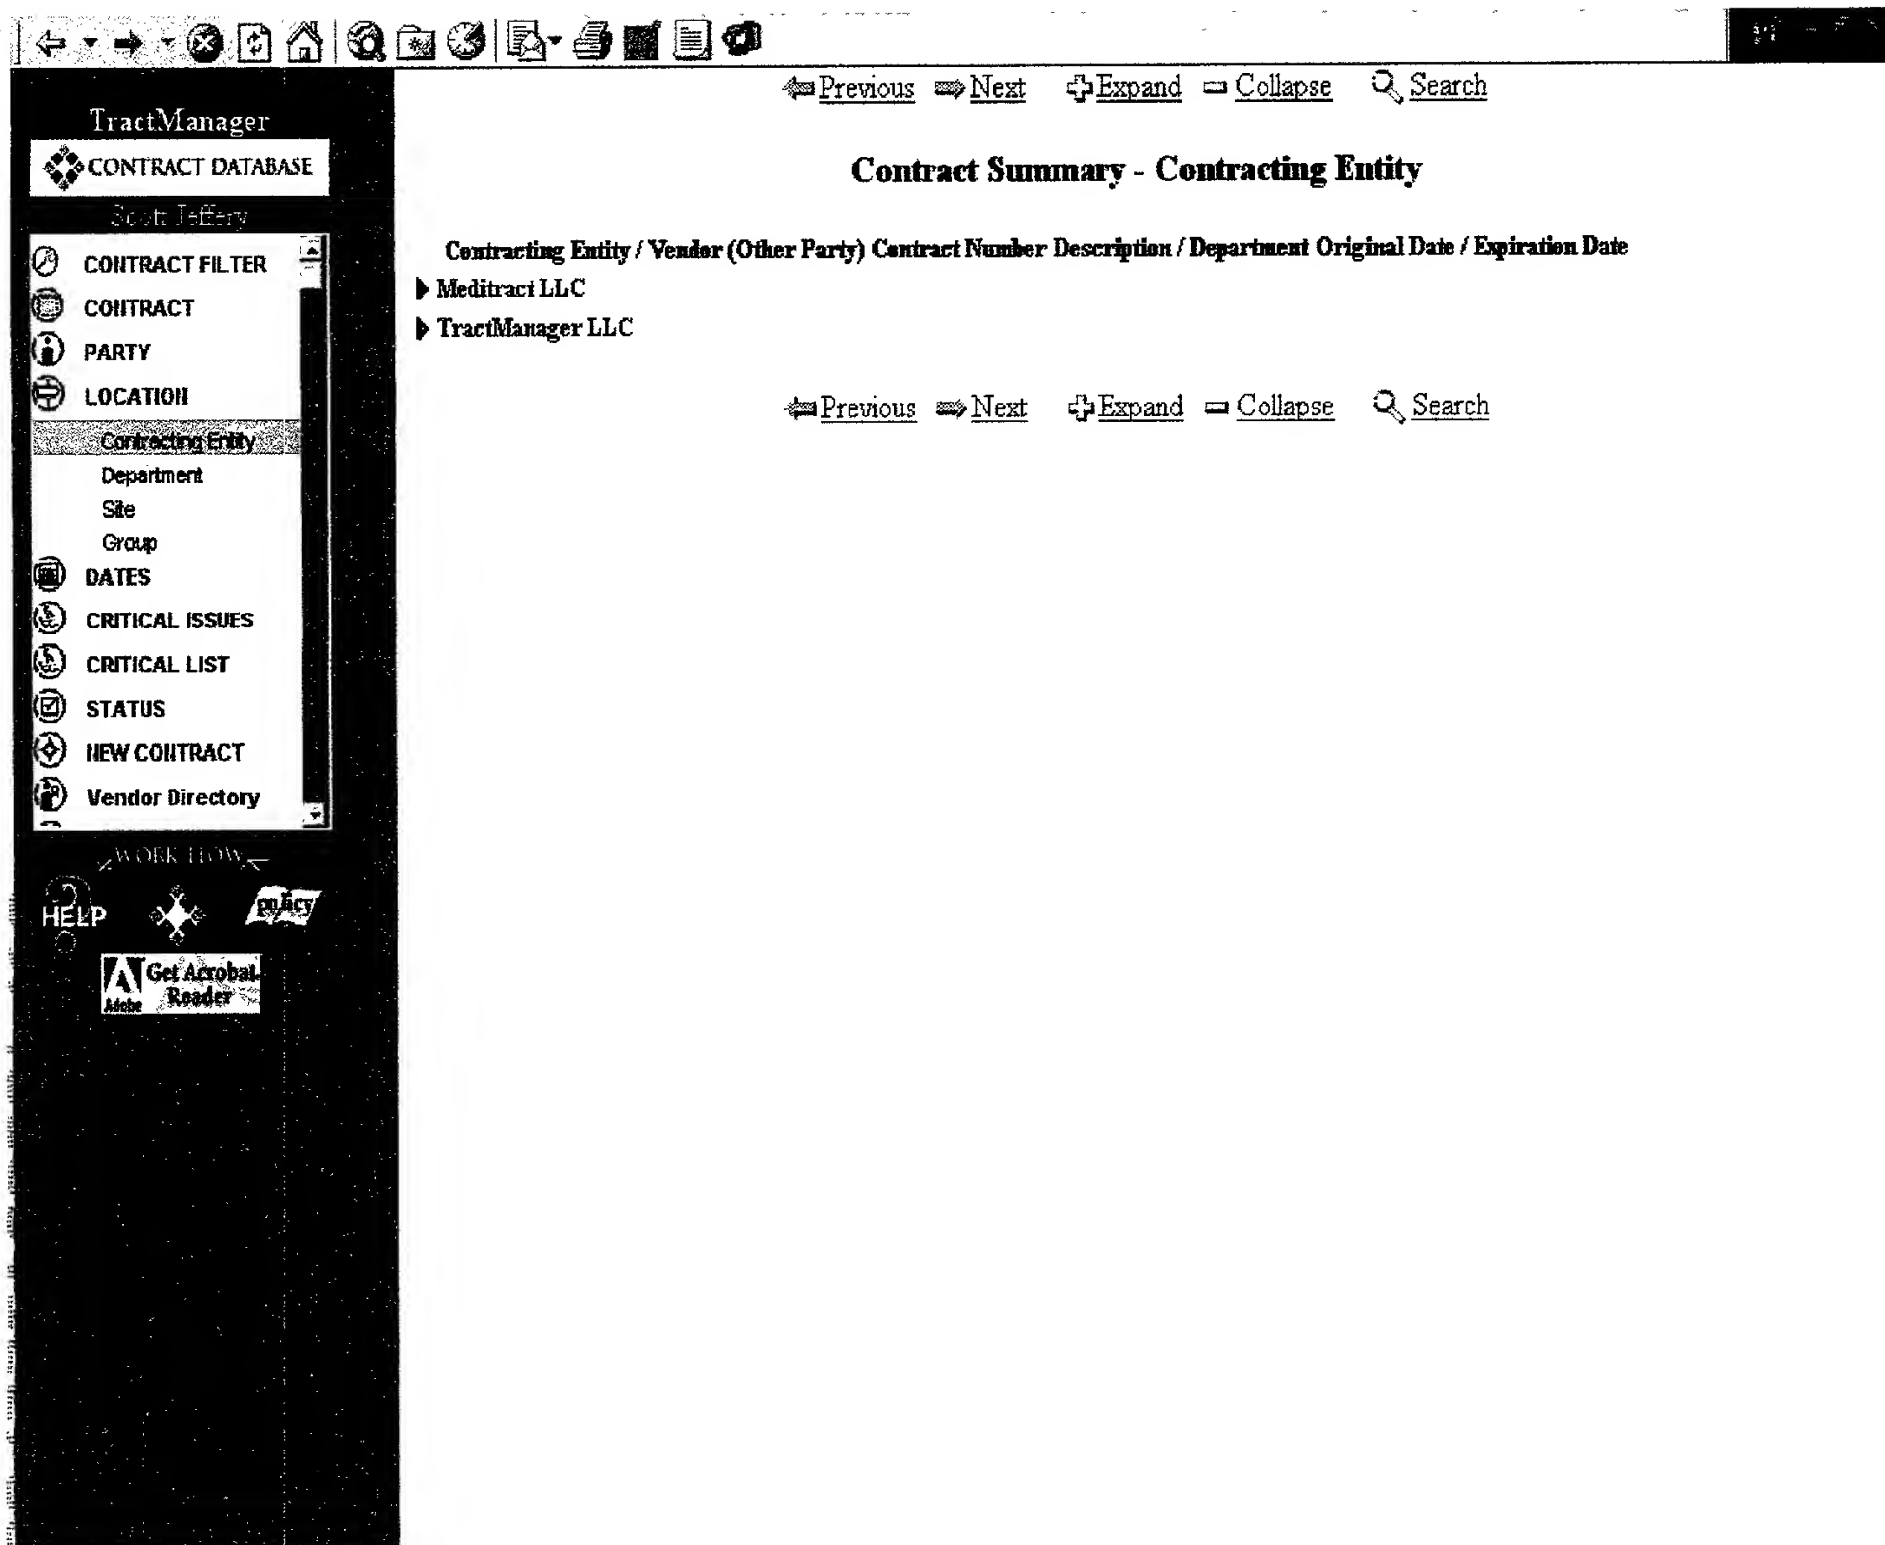 TractManager
CONTRACT DATABASE
Scott Jeffery
CONTRACT FILTER
CONTRACT
PARTY
LOCATION
Contracting Entity
Department
Site
Group
DATES
CRITICAL ISSUES
CRITICAL LIST
STATUS
NEW CONTRACT
Vendor Directory
WORK FLOW
HELP
policy
Adobe
Get Acrobat
Reader
Previous Next Expand Collapse Search
Contract Summary - Contracting Entity
Contracting Entity / Vendor (Other Party) Contract Number Description / Department Original Date / Expiration Date
Meditract LLC
TractManager LLC
Previous Next Expand Collapse Search